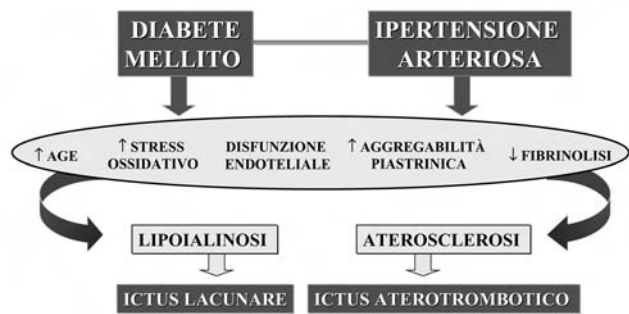 DIABETE
MELLITO
IPERTENSIONE
ARTERIOSA
↑ AGE
↑ STRESS
OSSIDATIVO
DISFUNZIONE
ENDOTELIALE
↑ AGGREGABILITÀ
PIASTRINICA
↓ FIBRINOLISI
LIPOIALINOSI
ATEROSCLEROSI
ICTUS LACUNARE
ICTUS ATEROTROMBOTICO